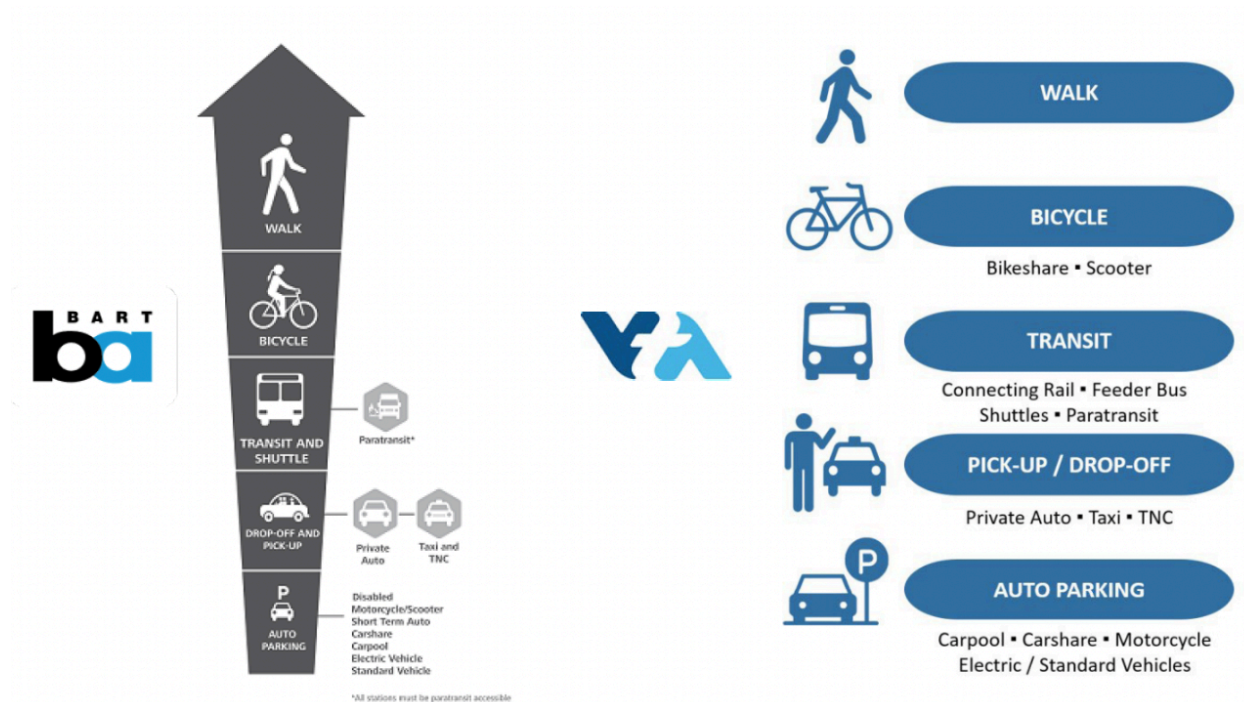 BART
ba
WALK
BICYCLE
TRANSIT AND
SHUTTLE
Paratransit*
DROP-OFF AND
PICK-UP
Private
Auto
Taxi and
TNC
P
AUTO
PARKING
Disabled
Motorcycle/Scooter
Short Term Auto
Carshare
Carpool
Electric Vehicle
Standard Vehicle
*All stations must be paratransit accessible
VTA
WALK
BICYCLE
Bikeshare ▪ Scooter
TRANSIT
Connecting Rail ▪ Feeder Bus
Shuttles ▪ Paratransit
PICK-UP / DROP-OFF
Private Auto ▪ Taxi ▪ TNC
P
AUTO PARKING
Carpool ▪ Carshare ▪ Motorcycle
Electric / Standard Vehicles